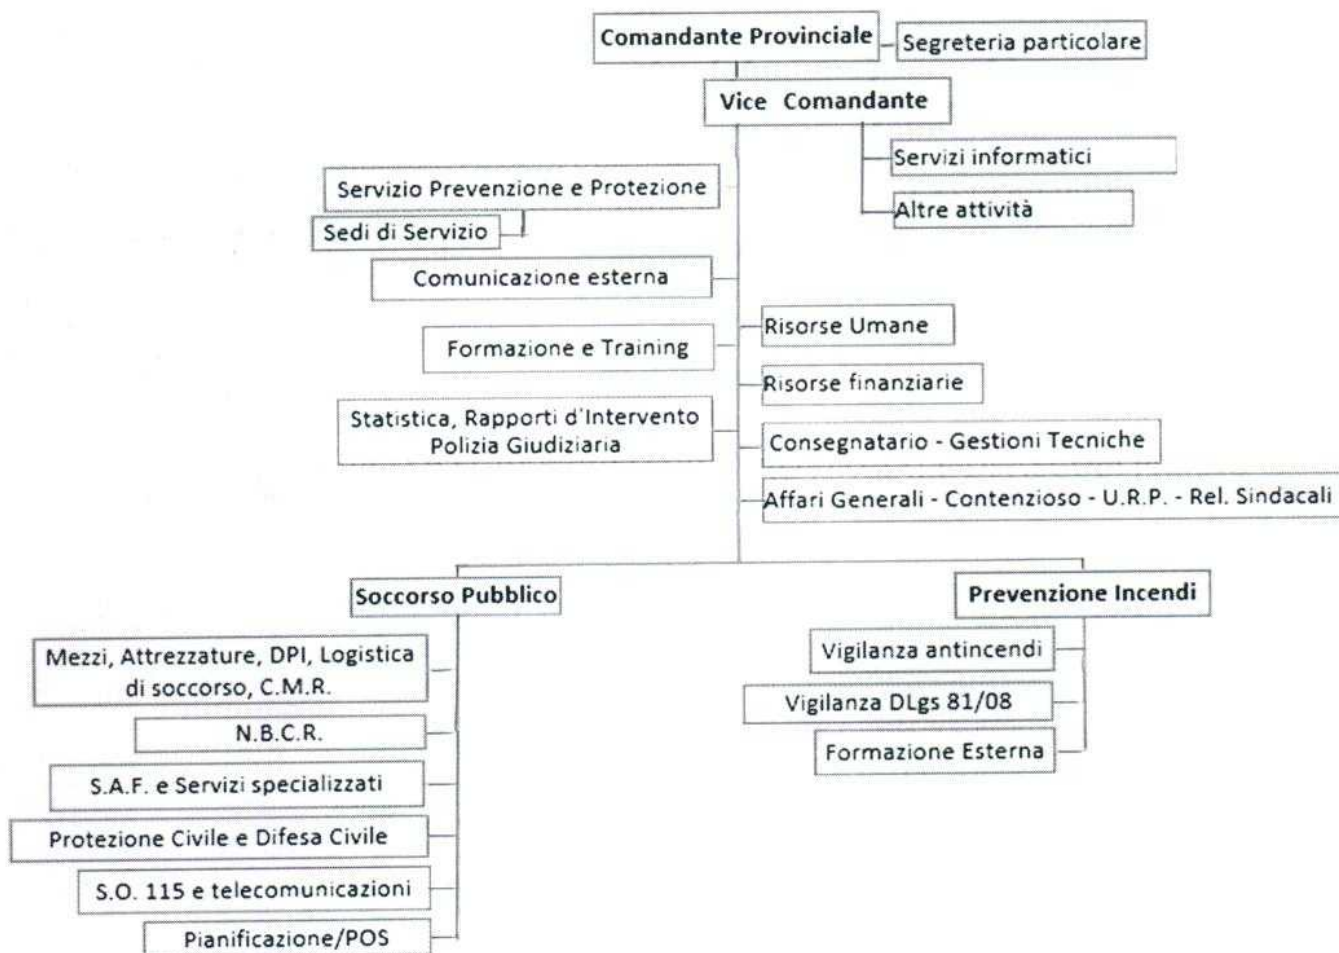 Comandante Provinciale
Segreteria particolare
Vice Comandante
Servizi informatici
Altre attività
Servizio Prevenzione e Protezione
Sedi di Servizio
Comunicazione esterna
Formazione e Training
Statistica, Rapporti d'Intervento
Polizia Giudiziaria
Risorse Umane
Risorse finanziarie
Consegnatario - Gestioni Tecniche
Affari Generali - Contenzioso - U.R.P. - Rel. Sindacali
Soccorso Pubblico
Mezzi, Attrezzature, DPI, Logistica
di soccorso, C.M.R.
N.B.C.R.
S.A.F. e Servizi specializzati
Protezione Civile e Difesa Civile
S.O. 115 e telecomunicazioni
Pianificazione/POS
Prevenzione Incendi
Vigilanza antincendi
Vigilanza DLgs 81/08
Formazione Esterna